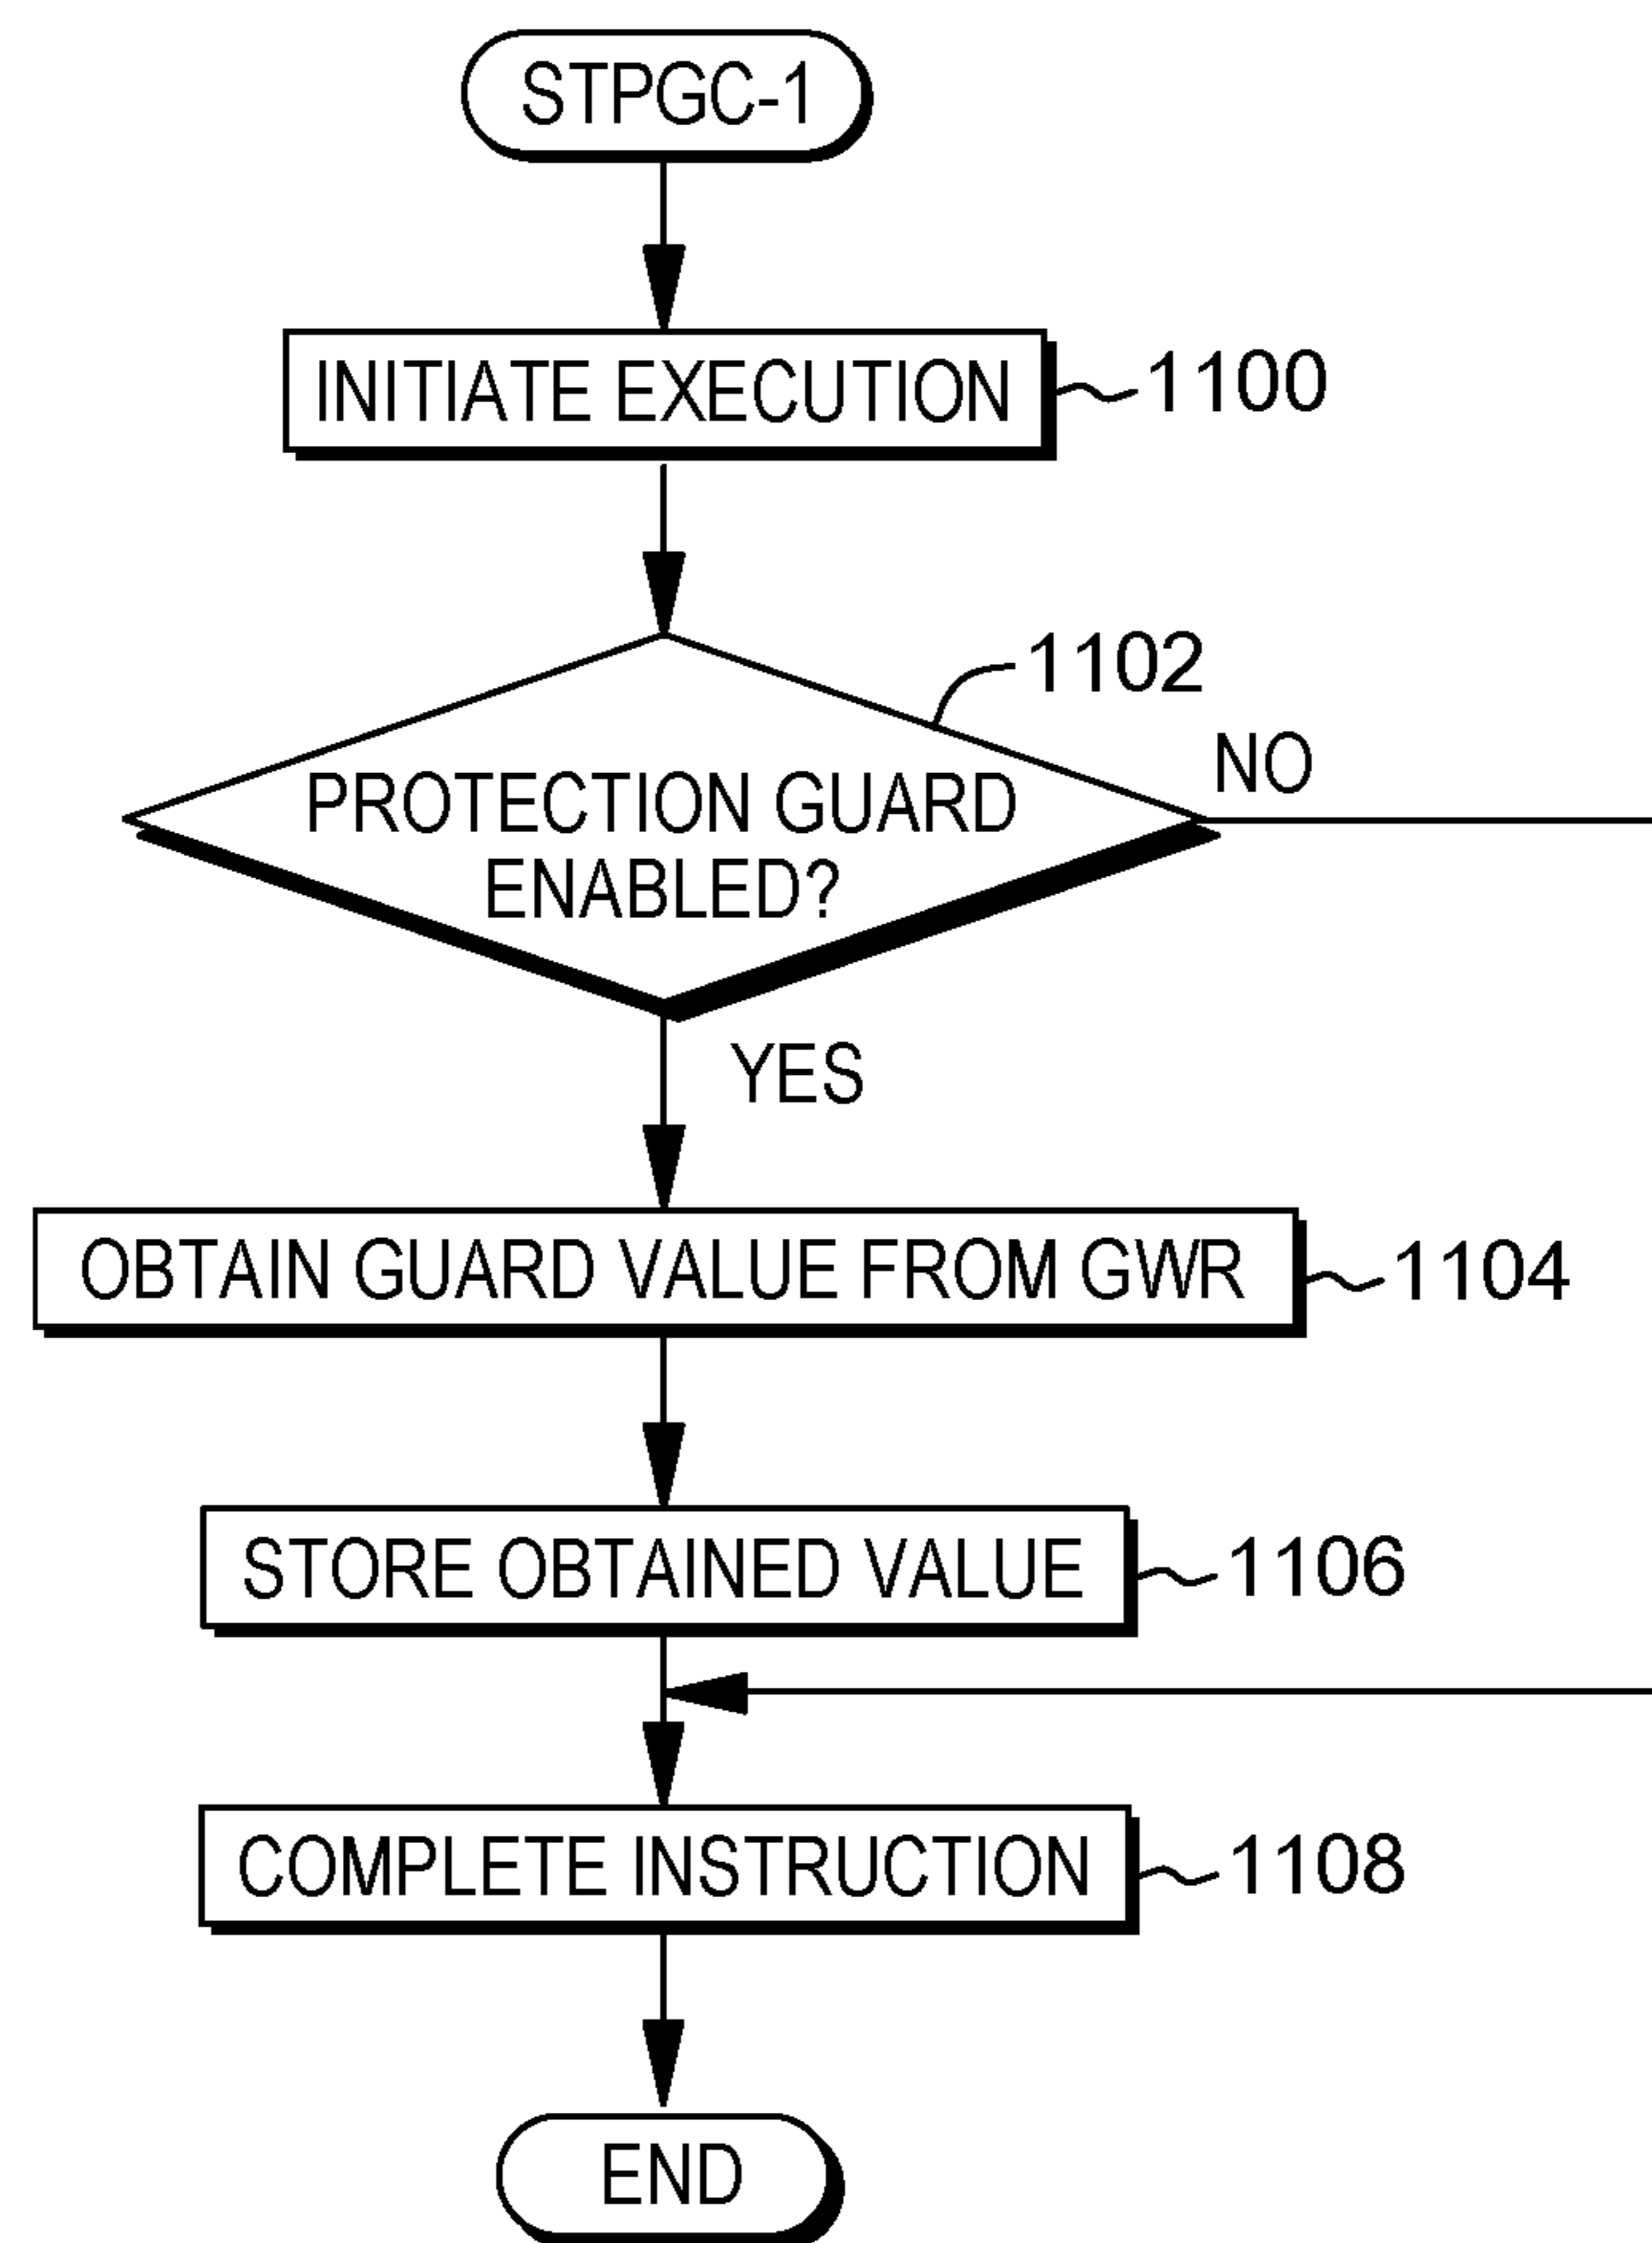 STPGC-1
INITIATE EXECUTION
1100
1102
PROTECTION GUARD
ENABLED?
NO
YES
OBTAIN GUARD VALUE FROM GWR
1104
STORE OBTAINED VALUE
1106
COMPLETE INSTRUCTION
1108
END